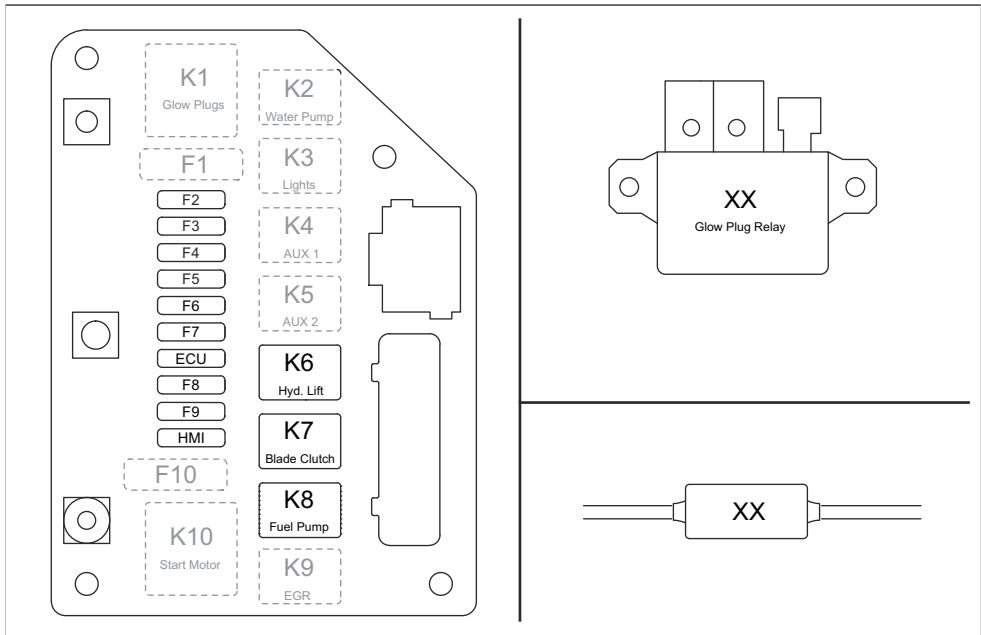 K1
Glow Plugs
F1
F2
F3
F4
F5
F6
F7
ECU
F8
F9
HMI
F10
K10
Start Motor
K2
Water Pump
K3
Lights
K4
AUX 1
K5
AUX 2
K6
Hyd. Lift
K7
Blade Clutch
K8
Fuel Pump
K9
EGR
XX
Glow Plug Relay
XX